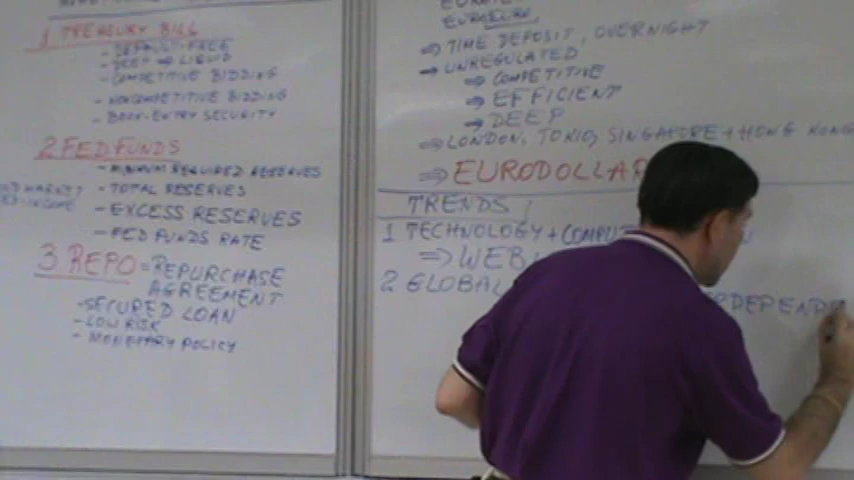 1 TREASURY BILL
- DEFAULT-FREE
- DEEP ⇒ LIQUID
- COMPETITIVE BIDDING
- NONCOMPETITIVE BIDDING
- BOOK-ENTRY SECURITY
2 FED FUNDS
- MINIMUM REQUIRED RESERVES
- TOTAL RESERVES
- EXCESS RESERVES
- FED FUNDS RATE
MARKET
INCOME
3 REPO = REPURCHASE
AGREEMENT
- SECURED LOAN
- LOW RISK
- MONETARY POLICY
⇒ TIME DEPOSIT, OVERNIGHT
⇒ UNREGULATED
⇒ COMPETITIVE
⇒ EFFICIENT
⇒ DEEP
⇒ LONDON, TOKIO, SINGAPORE + HONG KONG
⇒ EURODOLLAR
TRENDS
1 TECHNOLOGY +
⇒ WEB
2 GLOBAL